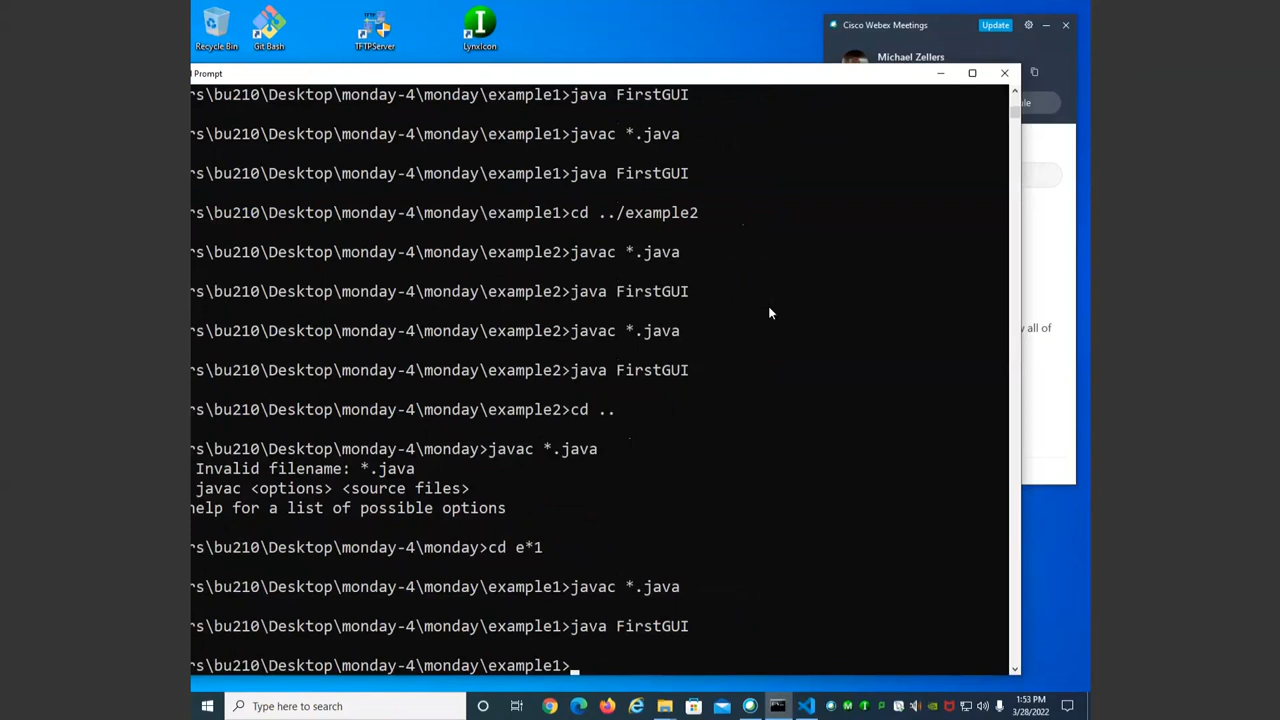 Recycle Bin
Git Bash
TFTPServer
LynxIcon
Cisco Webex Meetings
Update
Michael Zellers
Prompt
rs\bu210\Desktop\monday-4\monday\example1>java FirstGUI
rs\bu210\Desktop\monday-4\monday\example1>javac *.java
rs\bu210\Desktop\monday-4\monday\example1>java FirstGUI
rs\bu210\Desktop\monday-4\monday\example1>cd ../example2
rs\bu210\Desktop\monday-4\monday\example2>javac *.java
rs\bu210\Desktop\monday-4\monday\example2>java FirstGUI
rs\bu210\Desktop\monday-4\monday\example2>javac *.java
rs\bu210\Desktop\monday-4\monday\example2>java FirstGUI
rs\bu210\Desktop\monday-4\monday\example2>cd ..
rs\bu210\Desktop\monday-4\monday>javac *.java
Invalid filename: *.java
javac <options> <source files>
help for a list of possible options
rs\bu210\Desktop\monday-4\monday>cd e*1
rs\bu210\Desktop\monday-4\monday\example1>javac *.java
rs\bu210\Desktop\monday-4\monday\example1>java FirstGUI
rs\bu210\Desktop\monday-4\monday\example1>
ule
w all of
Type here to search
1:53 PM
3/28/2022